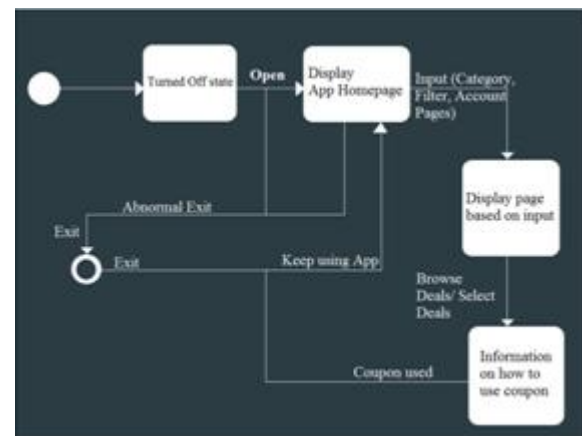 Turned Off state
Open
Display
App Homepage
Input (Category,
Filter, Account
Pages)
Display page
based on input
Abnormal Exit
Exit
Exit
Keep using App
Browse
Deals/ Select
Deals
Information
on how to
use coupon
Coupon used